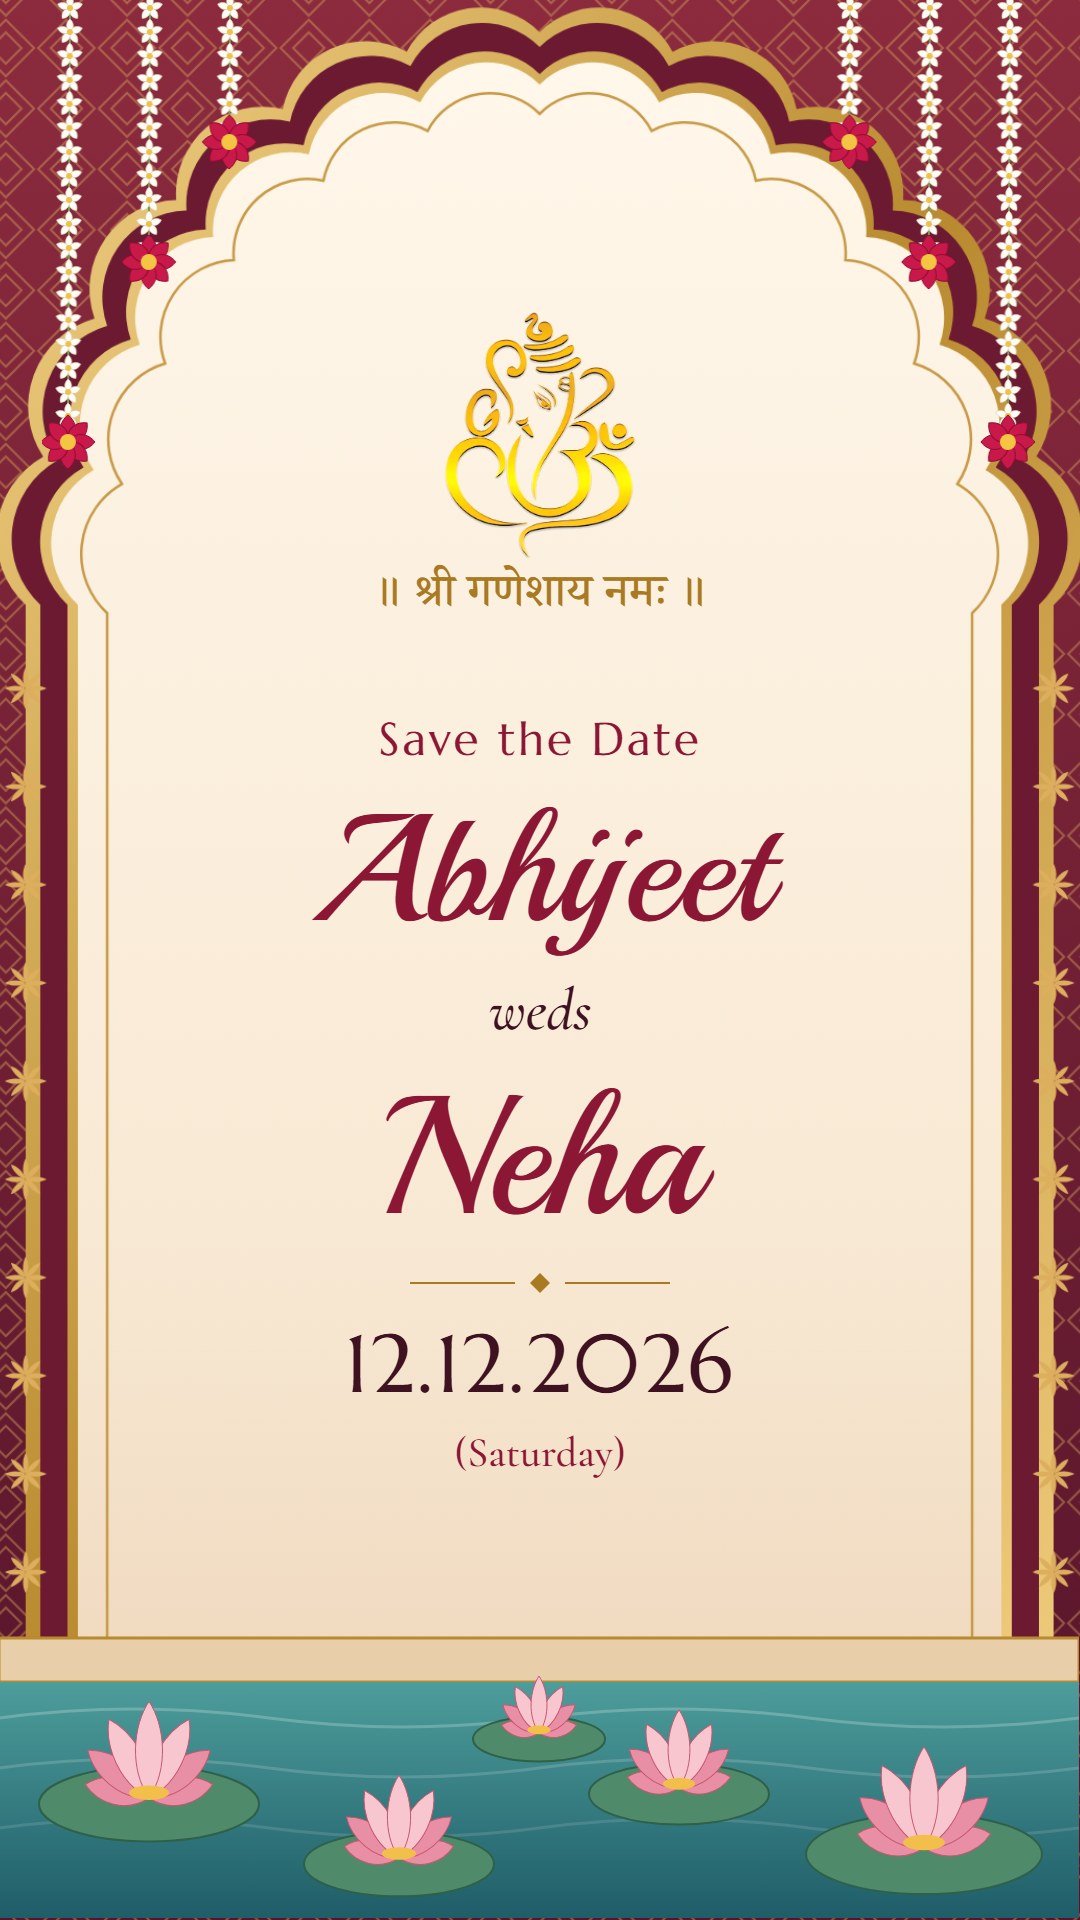 ॥ श्री गणेशाय नमः ॥
Save the Date
Abhijeet
weds
Neha
12.12.2026
(Saturday)